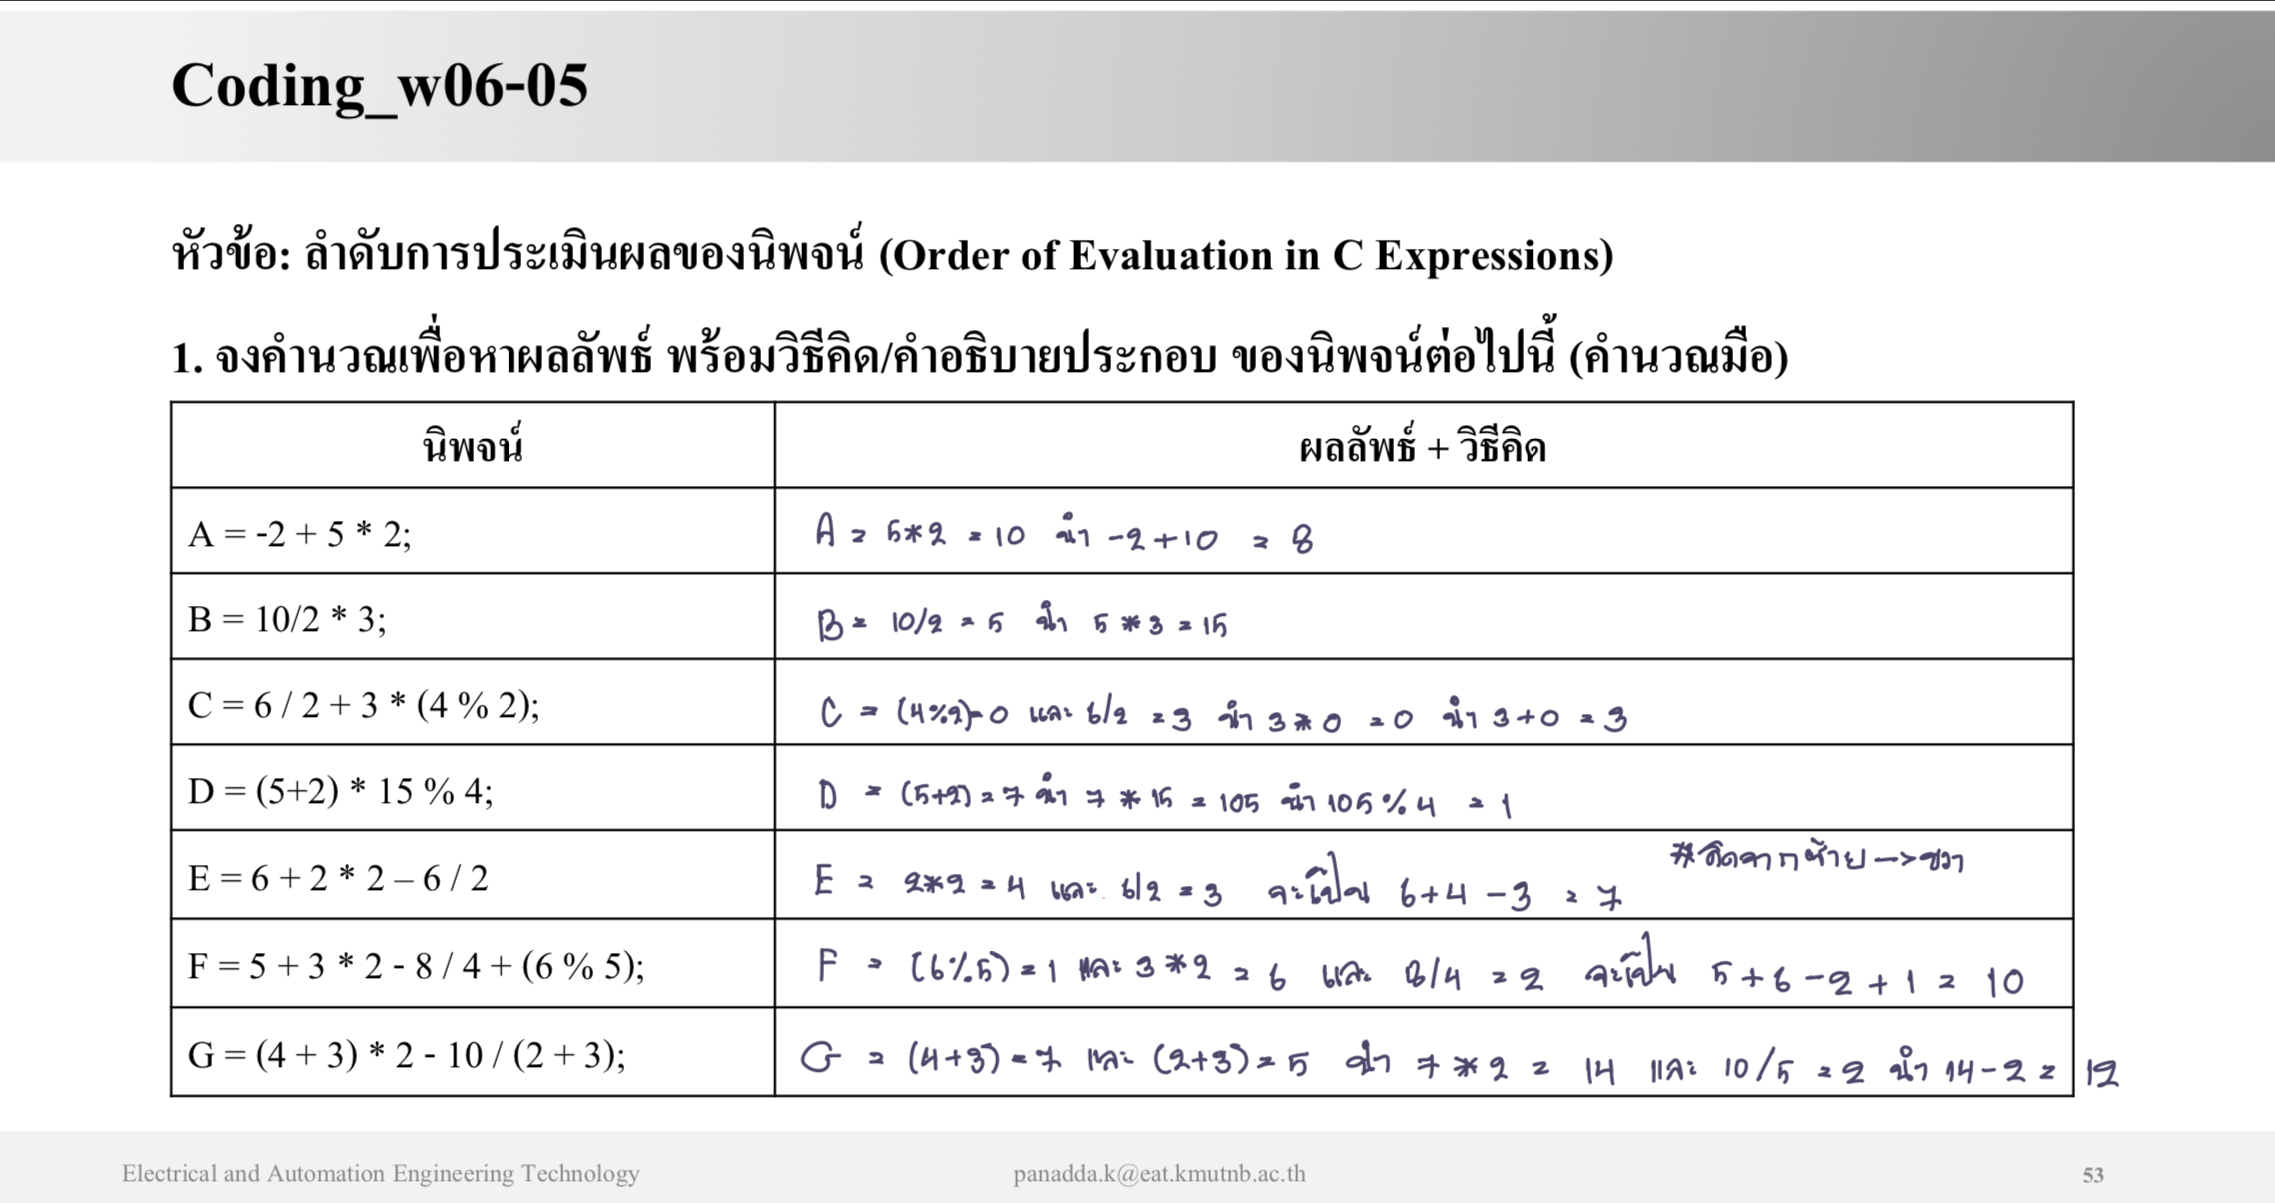 Coding_w06-05
หัวข้อ: ลำดับการประเมินผลของนิพจน์ (Order of Evaluation in C Expressions)
1. จงคำนวณเพื่อหาผลลัพธ์ พร้อมวิธีคิด/คำอธิบายประกอบ ของนิพจน์ต่อไปนี้ (คำนวณมือ)
นิพจน์ ผลลัพธ์ + วิธีคิด
A = -2 + 5 * 2; A = 5*2 = 10 นำ -2+10 = 8
B = 10/2 * 3; B = 10/2 = 5 นำ 5 * 3 = 15
C = 6 / 2 + 3 * (4 % 2); C = (4%2)=0 และ 6/2 = 3 นำ 3 * 0 = 0 นำ 3+0 = 3
D = (5+2) * 15 % 4; D = (5+2) = 7 นำ 7 * 15 = 105 นำ 105 % 4 = 1
#คิดจากซ้าย -> ขวา
E = 6 + 2 * 2 – 6 / 2 E = 2*2 = 4 และ 6/2 = 3 จะเป็น 6+4 -3 = 7
F = 5 + 3 * 2 - 8 / 4 + (6 % 5); F = (6%5) = 1 และ 3 * 2 = 6 และ 8/4 = 2 จะเป็น 5+6-2+1 = 10
G = (4 + 3) * 2 - 10 / (2 + 3); G = (4+3) = 7 และ (2+3) = 5 นำ 7 * 2 = 14 และ 10/5 = 2 นำ 14-2 = 12
Electrical and Automation Engineering Technology panadda.k@eat.kmutnb.ac.th 53